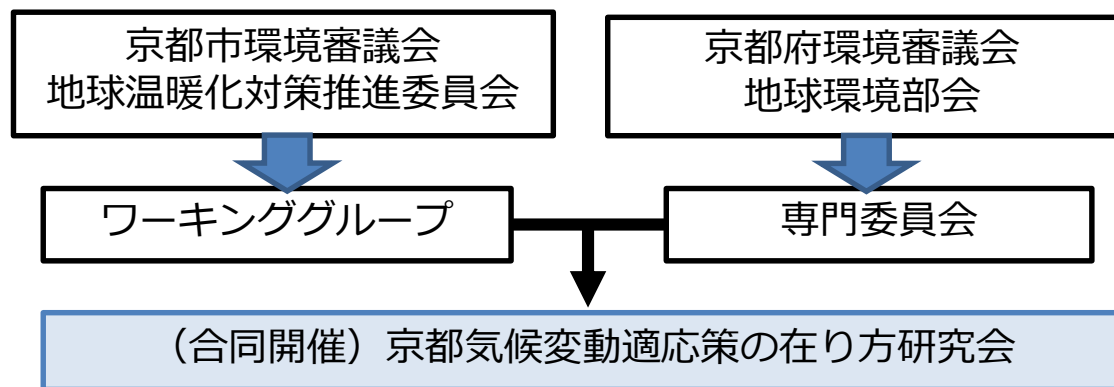 京都市環境審議会
地球温暖化対策推進委員会
京都府環境審議会
地球環境部会
ワーキンググループ
専門委員会
（合同開催）京都気候変動適応策の在り方研究会